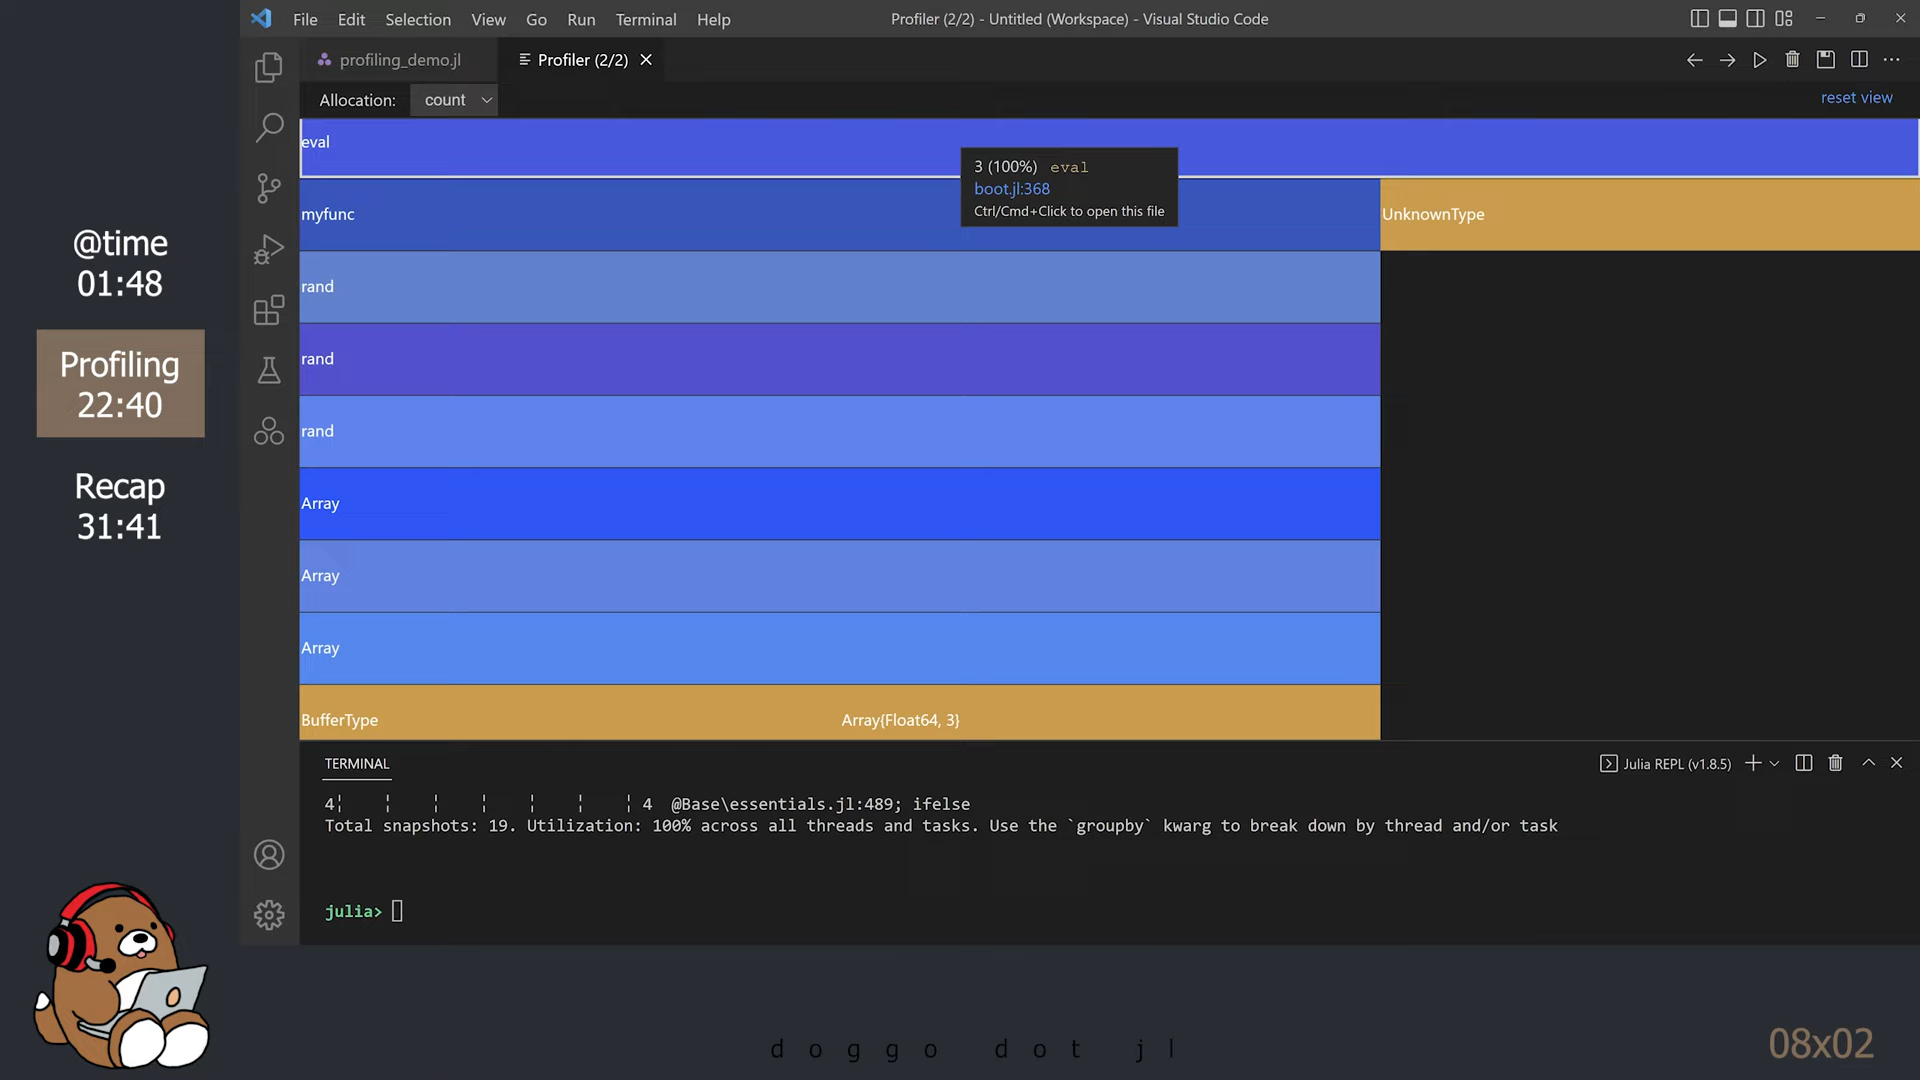 File Edit Selection View Go Run Terminal Help
Profiler (2/2) - Untitled (Workspace) - Visual Studio Code
profiling_demo.jl
Profiler (2/2)
Allocation: count
reset view
eval
3 (100%) eval
boot.jl:368
Ctrl/Cmd+Click to open this file
myfunc
UnknownType
rand
rand
rand
Array
Array
Array
BufferType
Array{Float64, 3}
TERMINAL
Julia REPL (v1.8.5)
4¦ ¦ ¦ ¦ ¦ ¦ ¦ 4 @Base\essentials.jl:489; ifelse
Total snapshots: 19. Utilization: 100% across all threads and tasks. Use the `groupby` kwarg to break down by thread and/or task
julia>
@time
01:48
Profiling
22:40
Recap
31:41
doggo dot jl
08x02